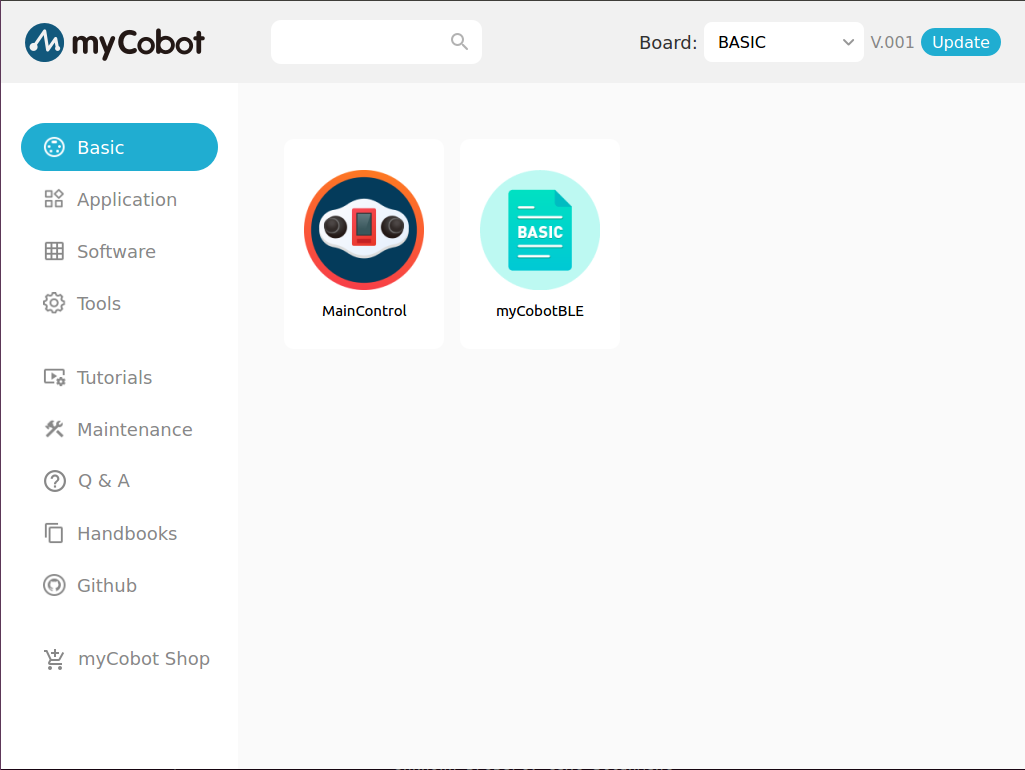 myCobot
Board: BASIC V.001 Update
Basic
Application
Software
Tools
Tutorials
Maintenance
Q & A
Handbooks
Github
myCobot Shop
BASIC
MainControl
myCobotBLE